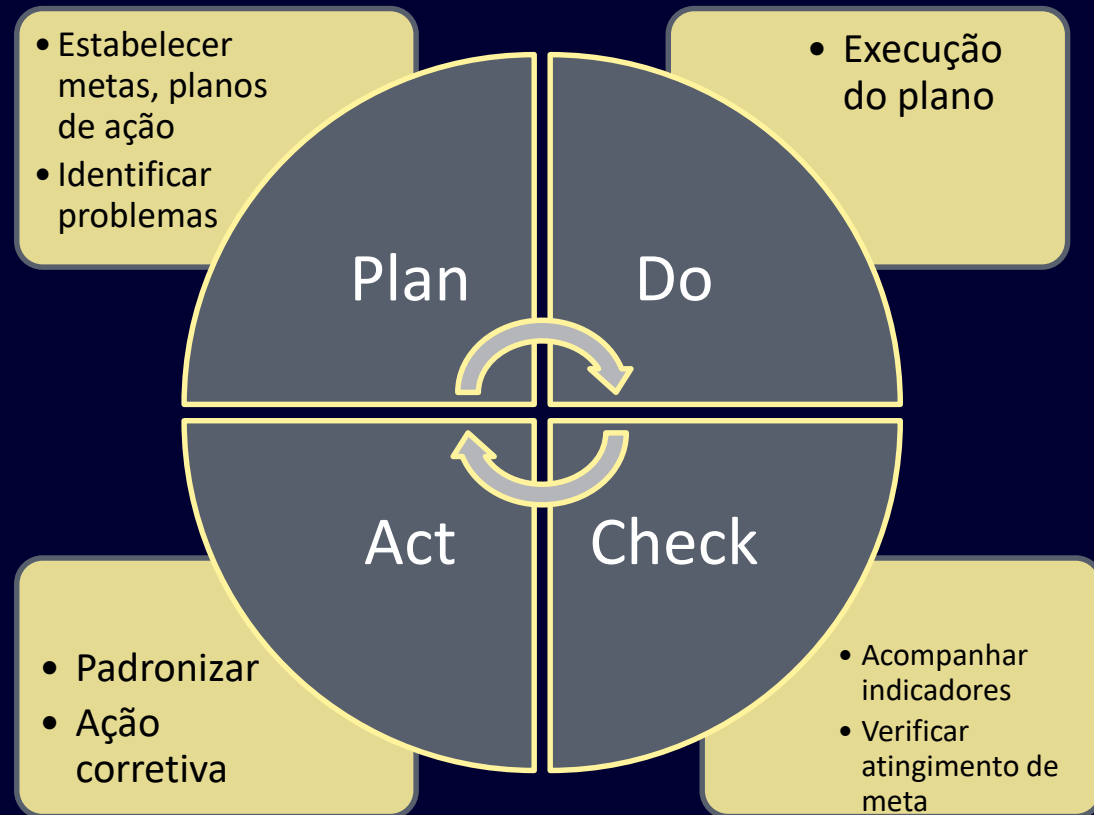 • Estabelecer
metas, planos
de ação
• Identificar
problemas
• Execução
do plano
Plan
Do
Act
Check
• Padronizar
• Ação
corretiva
• Acompanhar
indicadores
• Verificar
atingimento de
meta